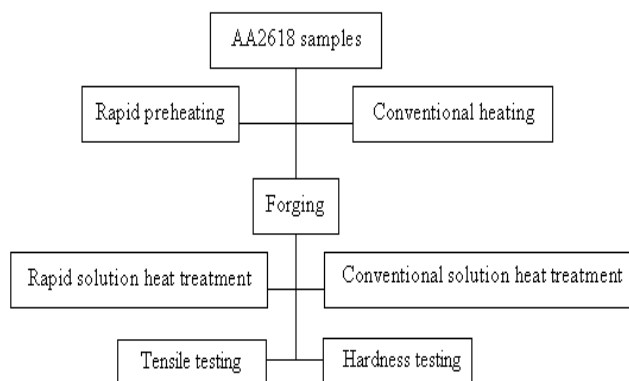 AA2618 samples
Rapid preheating
Conventional heating
Forging
Rapid solution heat treatment
Conventional solution heat treatment
Tensile testing
Hardness testing